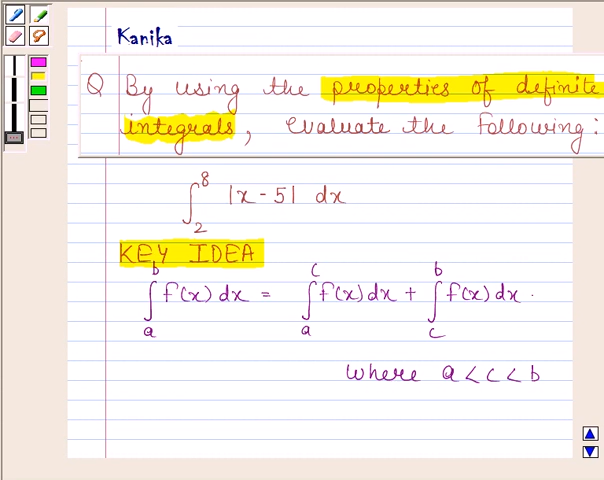 Kanika
Q By using the properties of definite
integrals, evaluate the following:
∫₂⁸ |x - 5| dx
KEY IDEA
∫ₐᵇ f(x) dx = ∫ₐᶜ f(x) dx + ∫꜀ᵇ f(x) dx.
where a < c < b